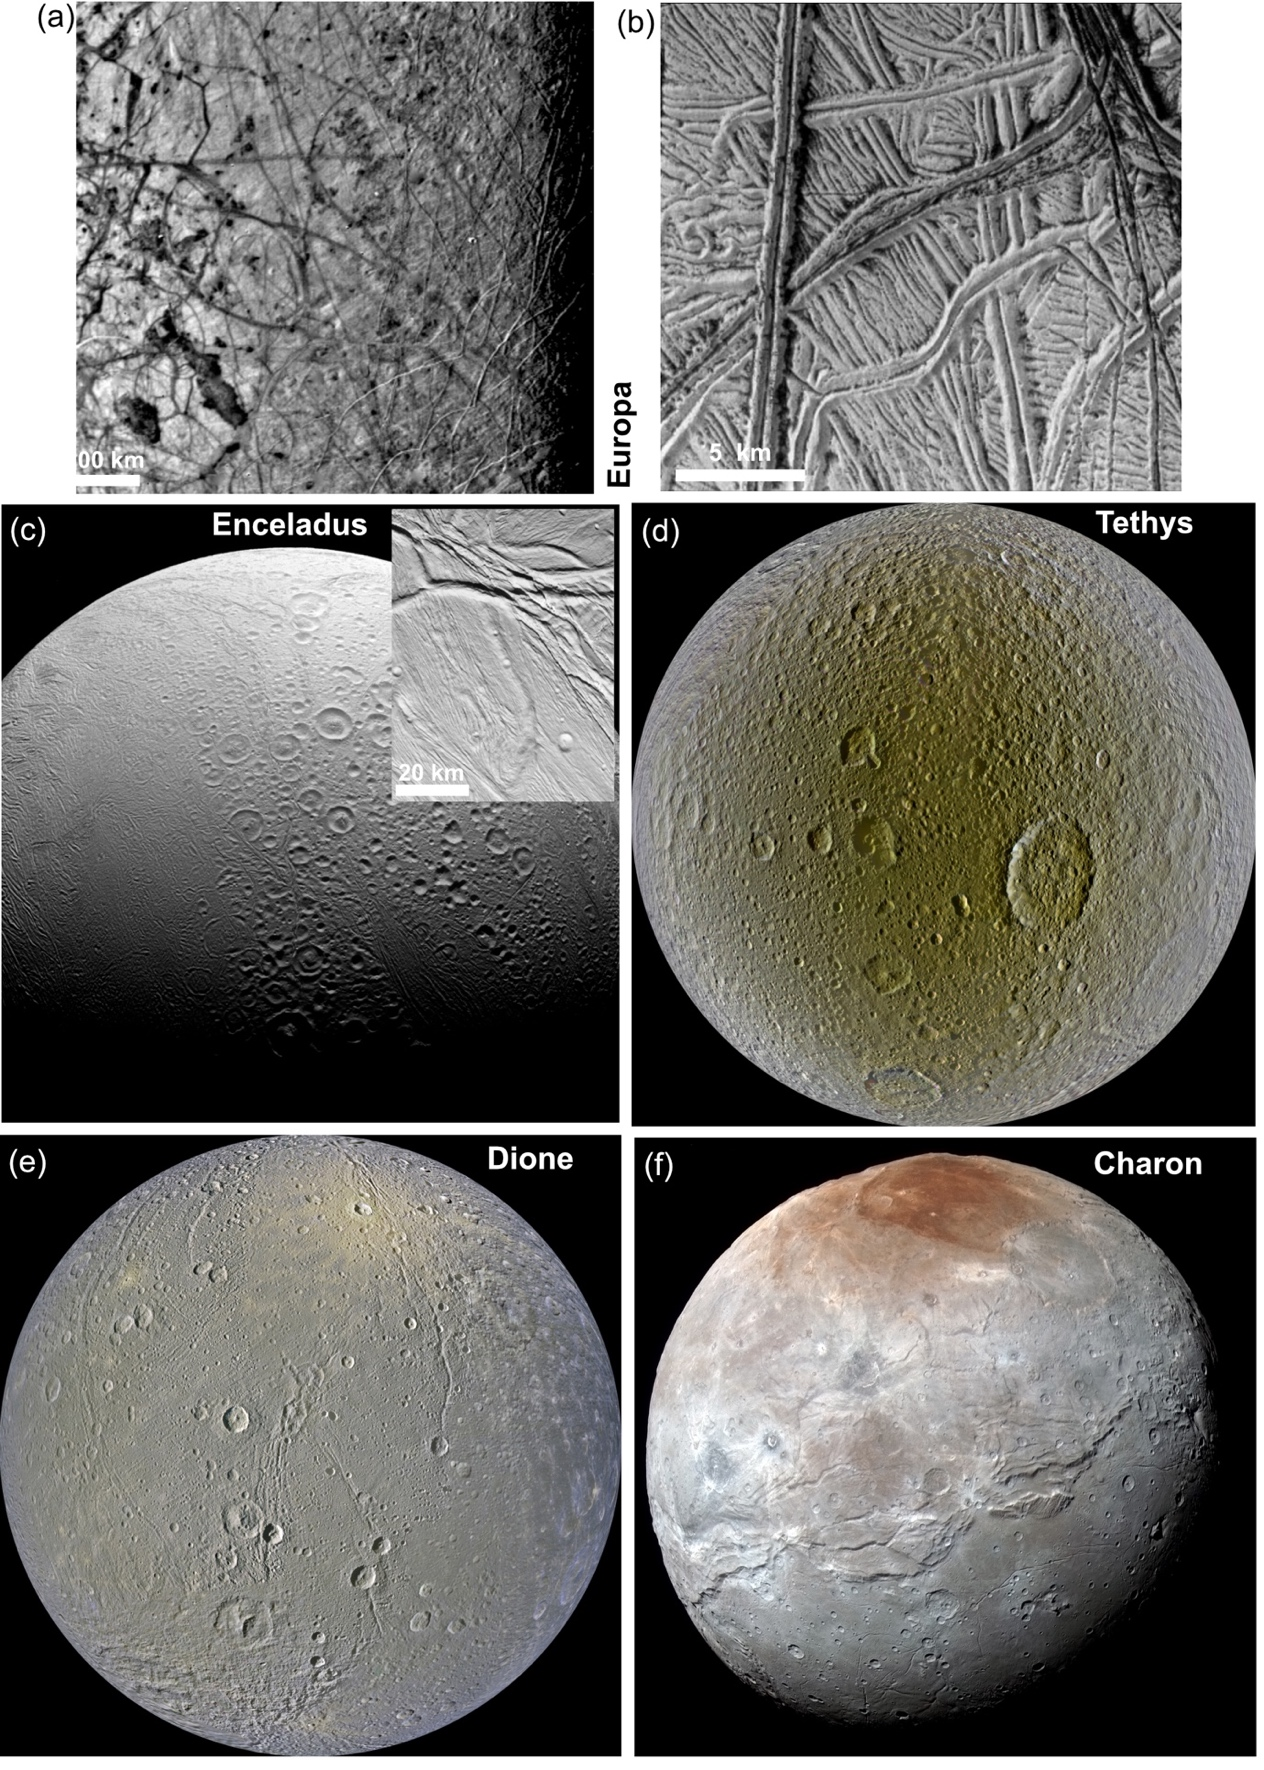 (a)
00 km
Europa
(b)
5 km
(c)
Enceladus
20 km
(d)
Tethys
(e)
Dione
(f)
Charon